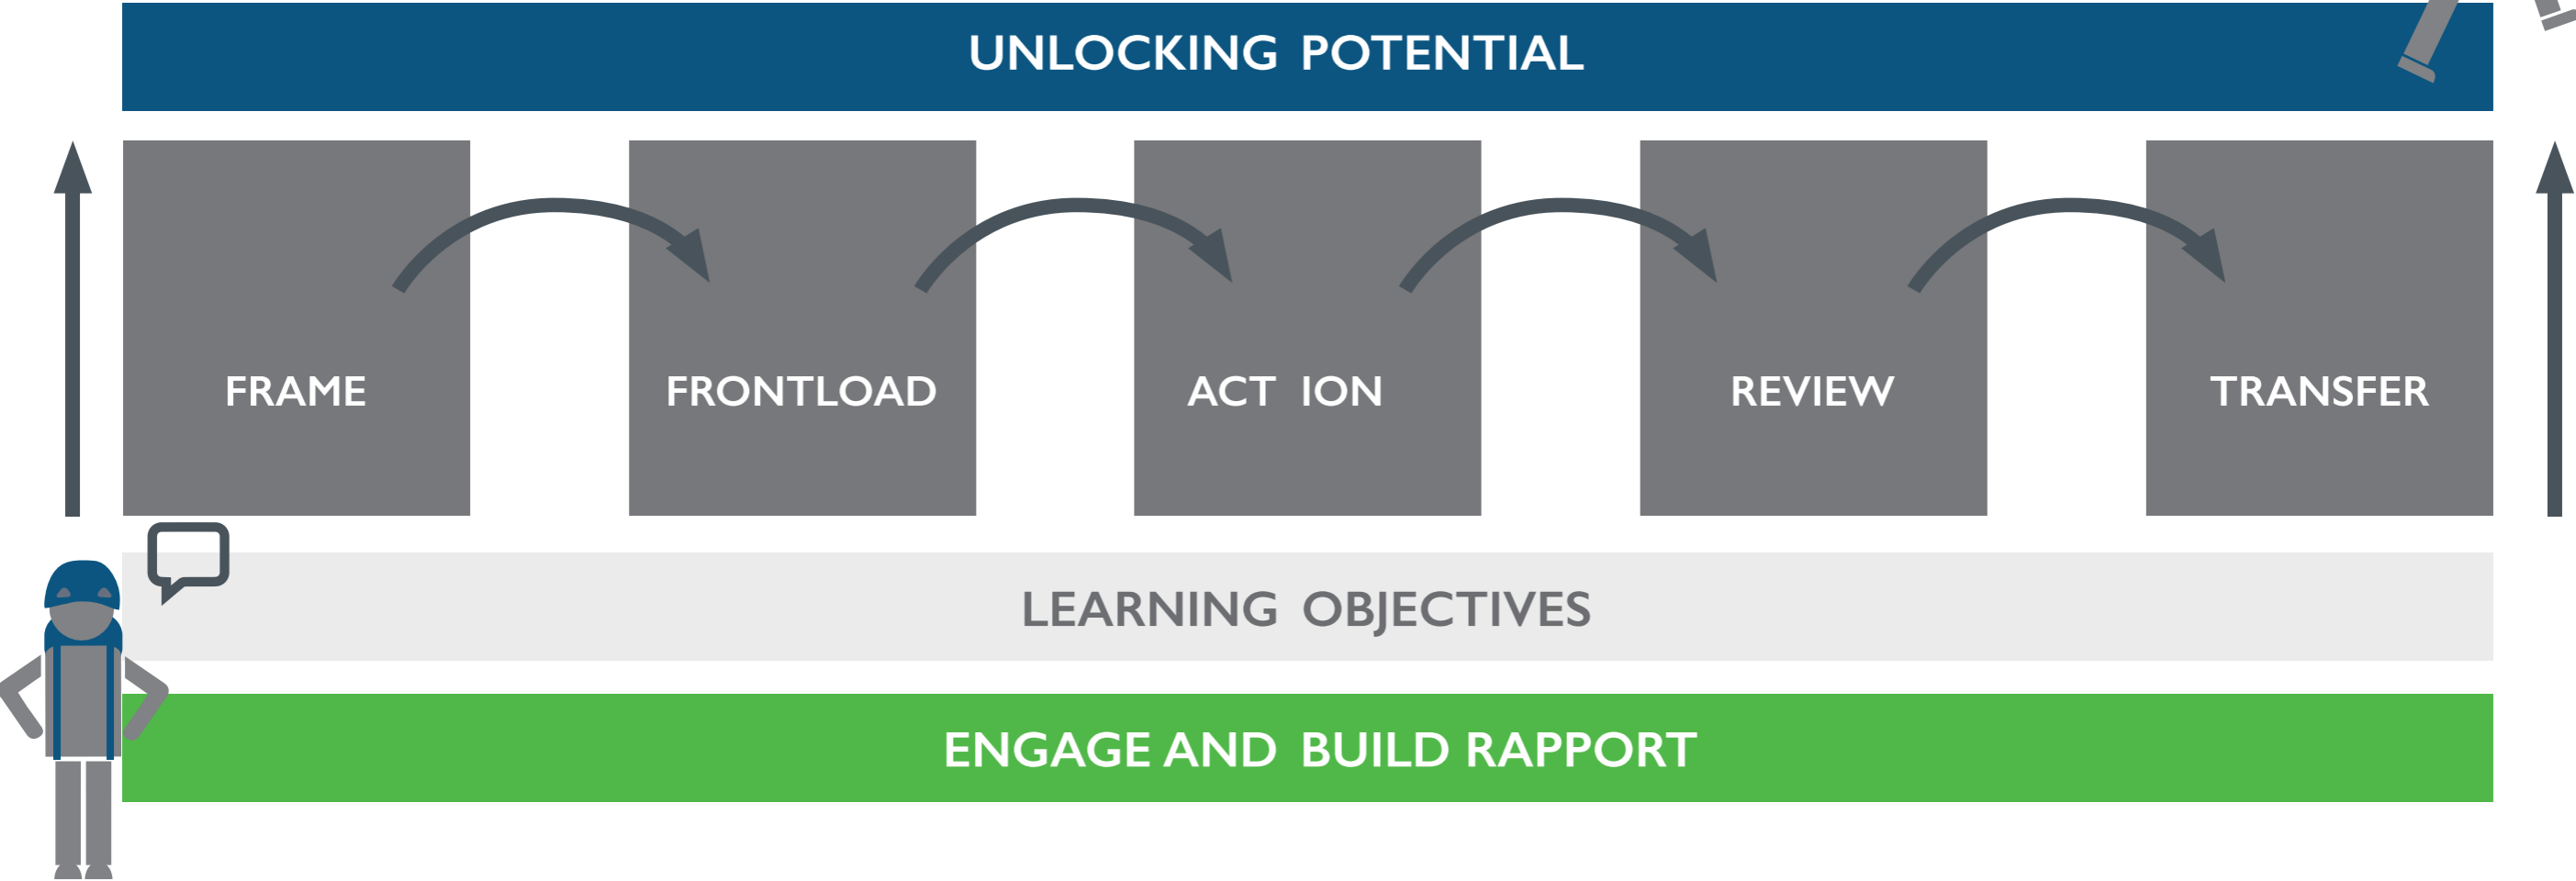 UNLOCKING POTENTIAL
FRAME FRONTLOAD ACT ION REVIEW TRANSFER
LEARNING OBJECTIVES
ENGAGE AND BUILD RAPPORT